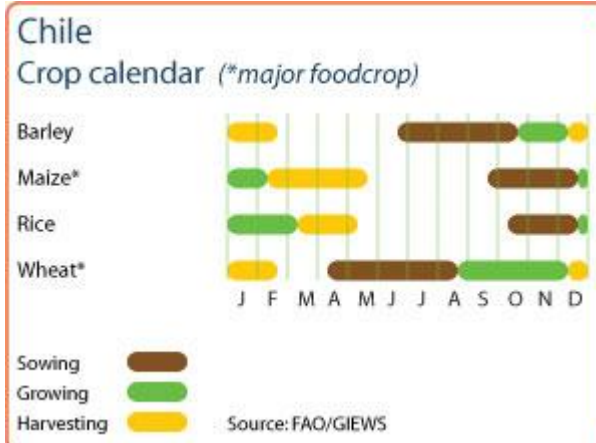 Chile
Crop calendar (*major foodcrop)
Barley
Maize*
Rice
Wheat*
J F M A M J J A S O N D
Sowing
Growing
Harvesting Source: FAO/GIEWS